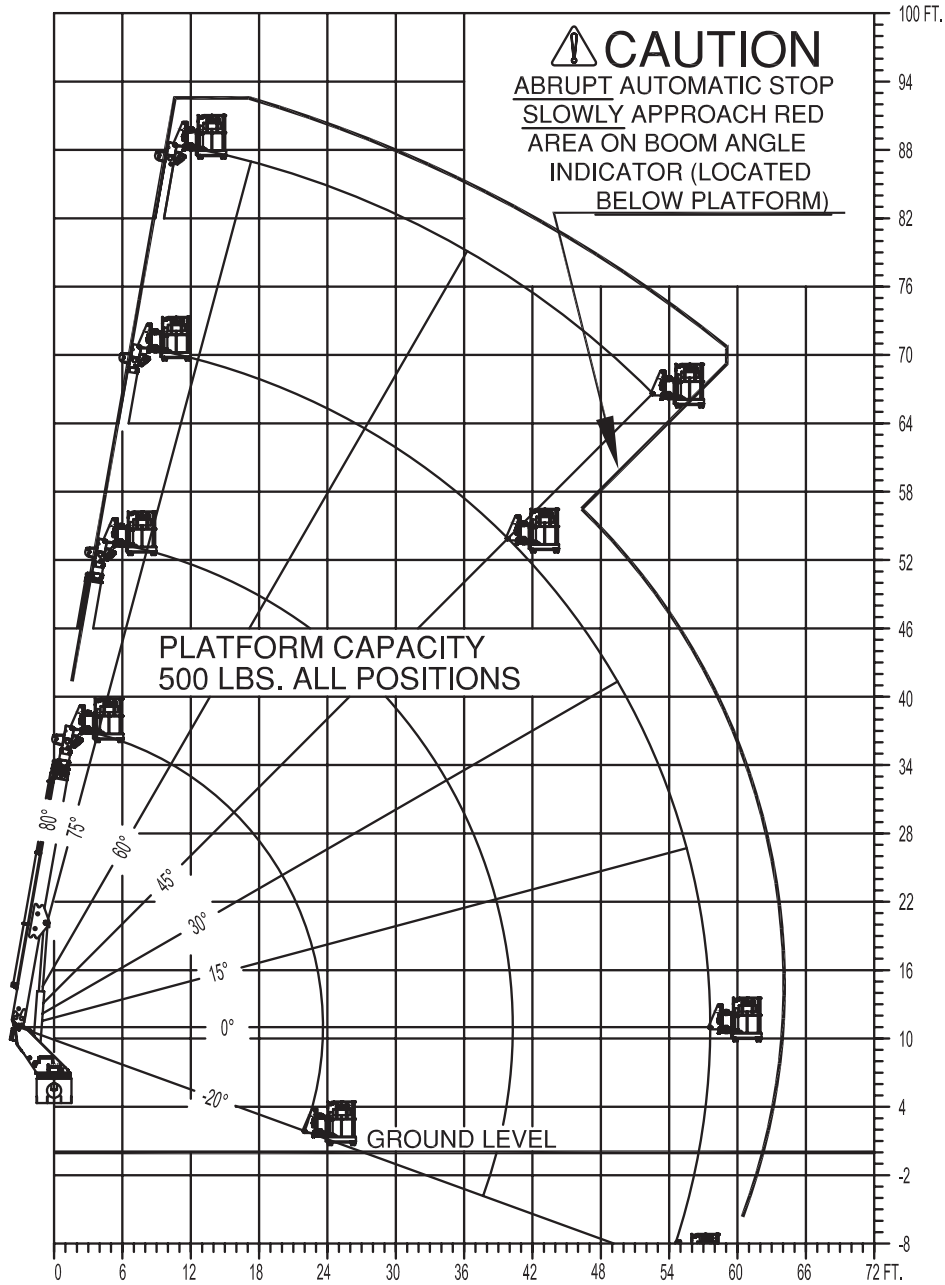 100 FT.
CAUTION
ABRUPT AUTOMATIC STOP
SLOWLY APPROACH RED
AREA ON BOOM ANGLE
INDICATOR (LOCATED
BELOW PLATFORM)
94
88
82
76
70
64
58
52
46
PLATFORM CAPACITY
500 LBS. ALL POSITIONS
40
34
28
22
16
10
4
-2
-8
80°
75°
60°
45°
30°
15°
0°
-20°
GROUND LEVEL
0 6 12 18 24 30 36 42 48 54 60 66 72 FT.